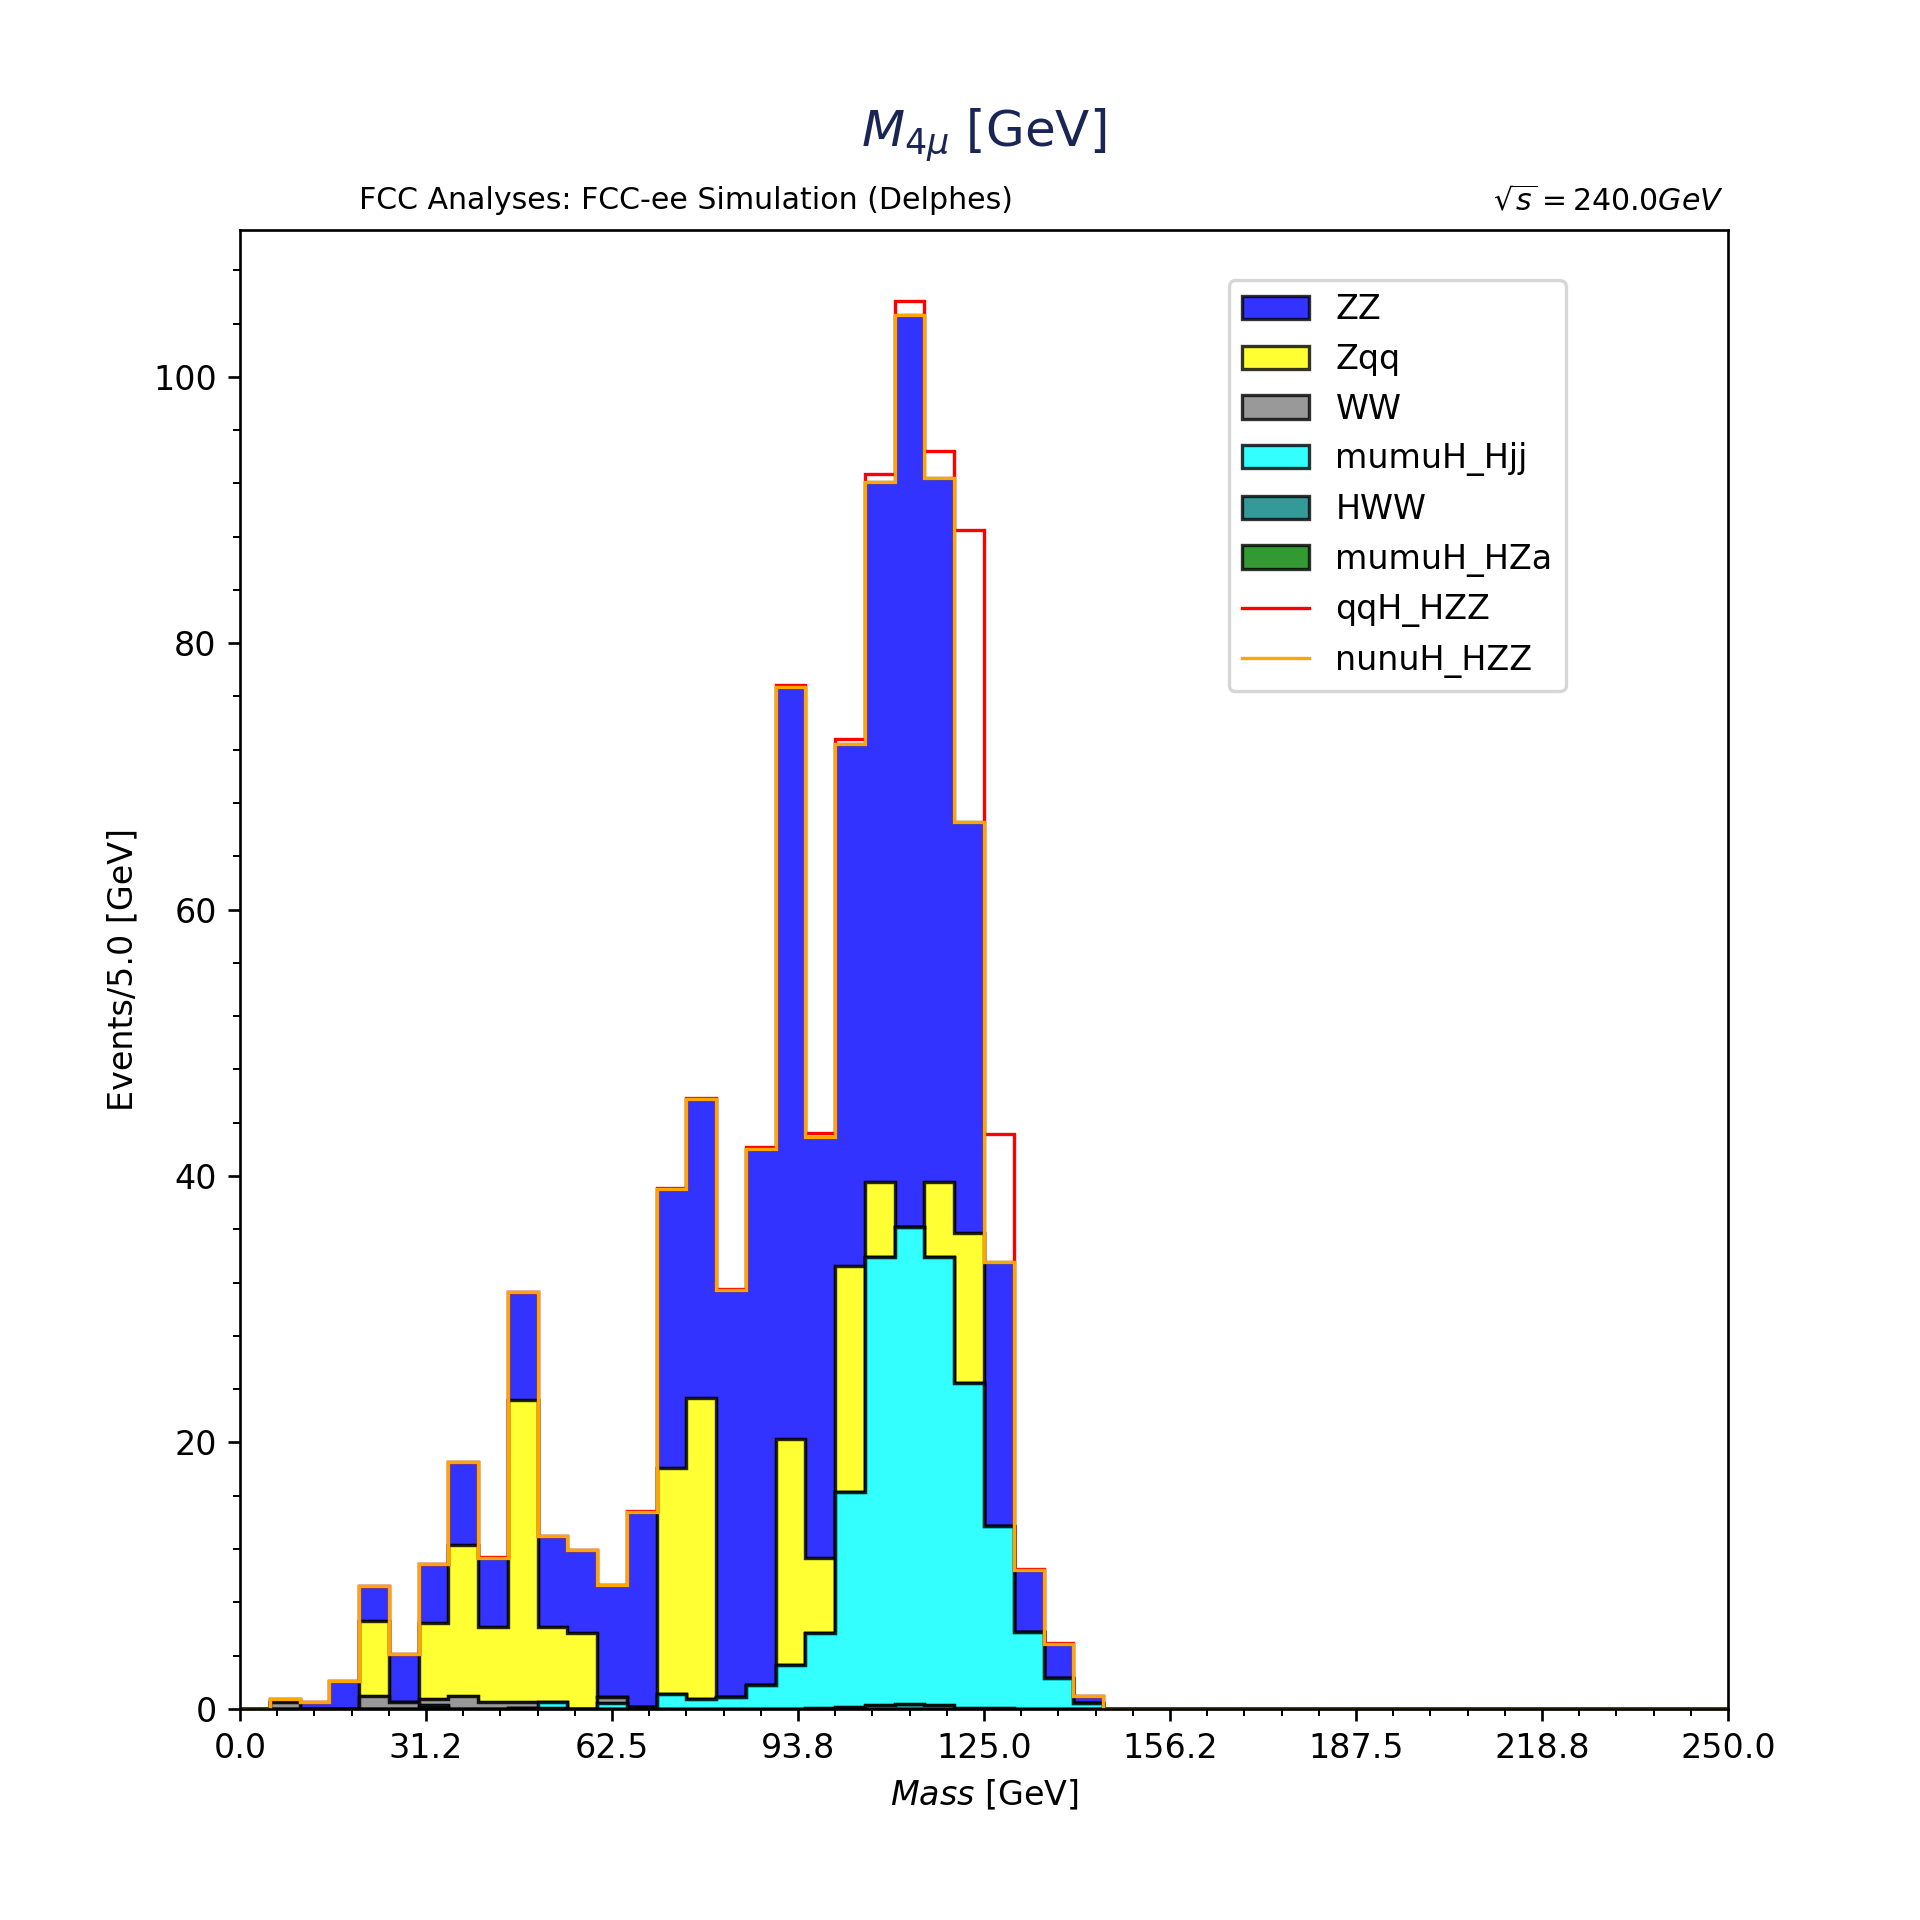 M4μ [GeV]
FCC Analyses: FCC-ee Simulation (Delphes)
√s = 240.0GeV
ZZ
Zqq
WW
mumuH_Hjj
HWW
mumuH_HZa
qqH_HZZ
nunuH_HZZ
100
80
60
40
20
0
Events/5.0 [GeV]
0.0 31.2 62.5 93.8 125.0 156.2 187.5 218.8 250.0
Mass [GeV]